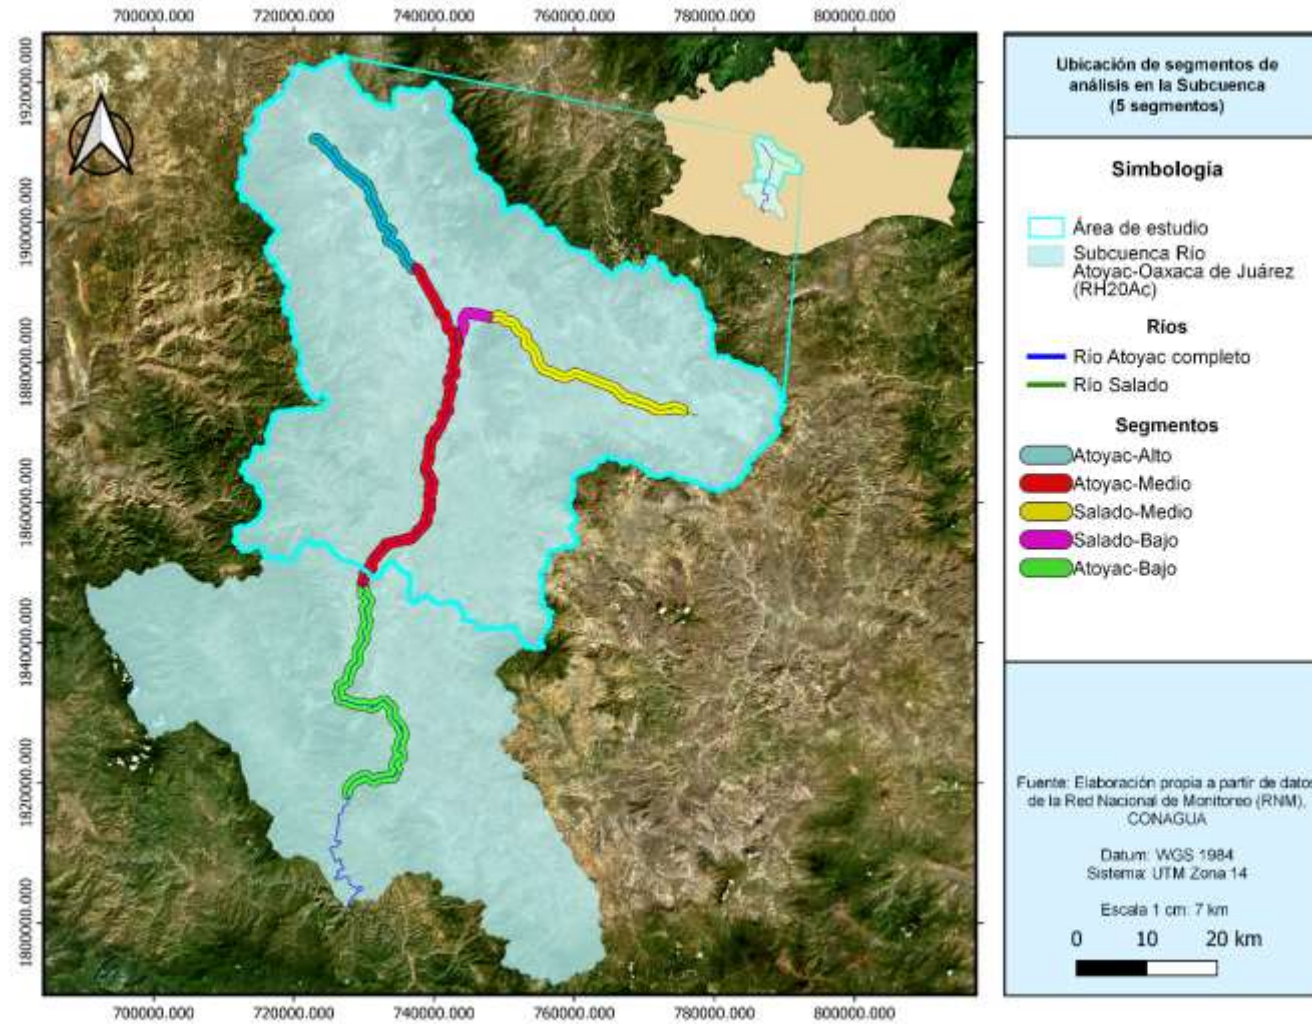 700000.000 720000.000 740000.000 760000.000 780000.000 800000.000
1920000.000
1900000.000
1880000.000
1860000.000
1840000.000
1820000.000
1800000.000
N
700000.000 720000.000 740000.000 760000.000 780000.000 800000.000
Ubicación de segmentos de
análisis en la Subcuenca
(5 segmentos)
Simbología
Área de estudio
Subcuenca Río
Atoyac-Oaxaca de Juárez
(RH20Ac)
Ríos
Río Atoyac completo
Río Salado
Segmentos
Atoyac-Alto
Atoyac-Medio
Salado-Medio
Salado-Bajo
Atoyac-Bajo
Fuente: Elaboración propia a partir de datos
de la Red Nacional de Monitoreo (RNM),
CONAGUA
Datum: WGS 1984
Sistema: UTM Zona 14
Escala 1 cm: 7 km
0 10 20 km